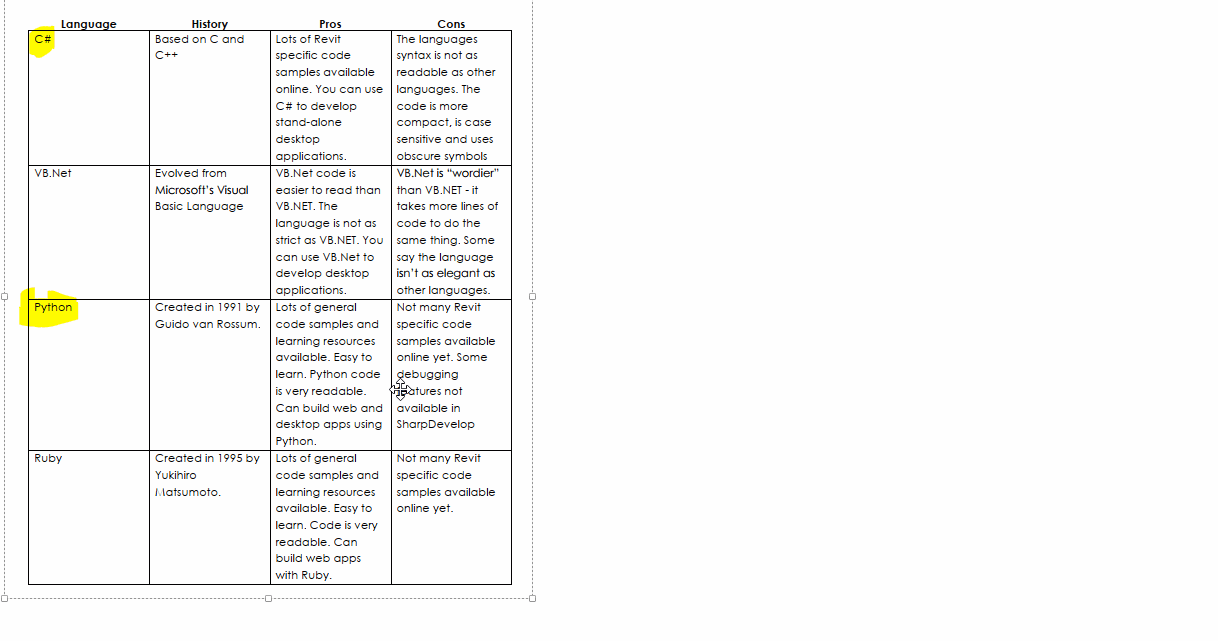 Language History Pros Cons
C#
Based on C and
C++
Lots of Revit
specific code
samples available
online. You can use
C# to develop
stand-alone
desktop
applications.
The languages
syntax is not as
readable as other
languages. The
code is more
compact, is case
sensitive and uses
obscure symbols
VB.Net
Evolved from
Microsoft’s Visual
Basic Language
VB.Net code is
easier to read than
VB.NET. The
language is not as
strict as VB.NET. You
can use VB.Net to
develop desktop
applications.
VB.Net is “wordier”
than VB.NET - it
takes more lines of
code to do the
same thing. Some
say the language
isn’t as elegant as
other languages.
Python
Created in 1991 by
Guido van Rossum.
Lots of general
code samples and
learning resources
available. Easy to
learn. Python code
is very readable.
Can build web and
desktop apps using
Python.
Not many Revit
specific code
samples available
online yet. Some
debugging
features not
available in
SharpDevelop
Ruby
Created in 1995 by
Yukihiro
Matsumoto.
Lots of general
code samples and
learning resources
available. Easy to
learn. Code is very
readable. Can
build web apps
with Ruby.
Not many Revit
specific code
samples available
online yet.